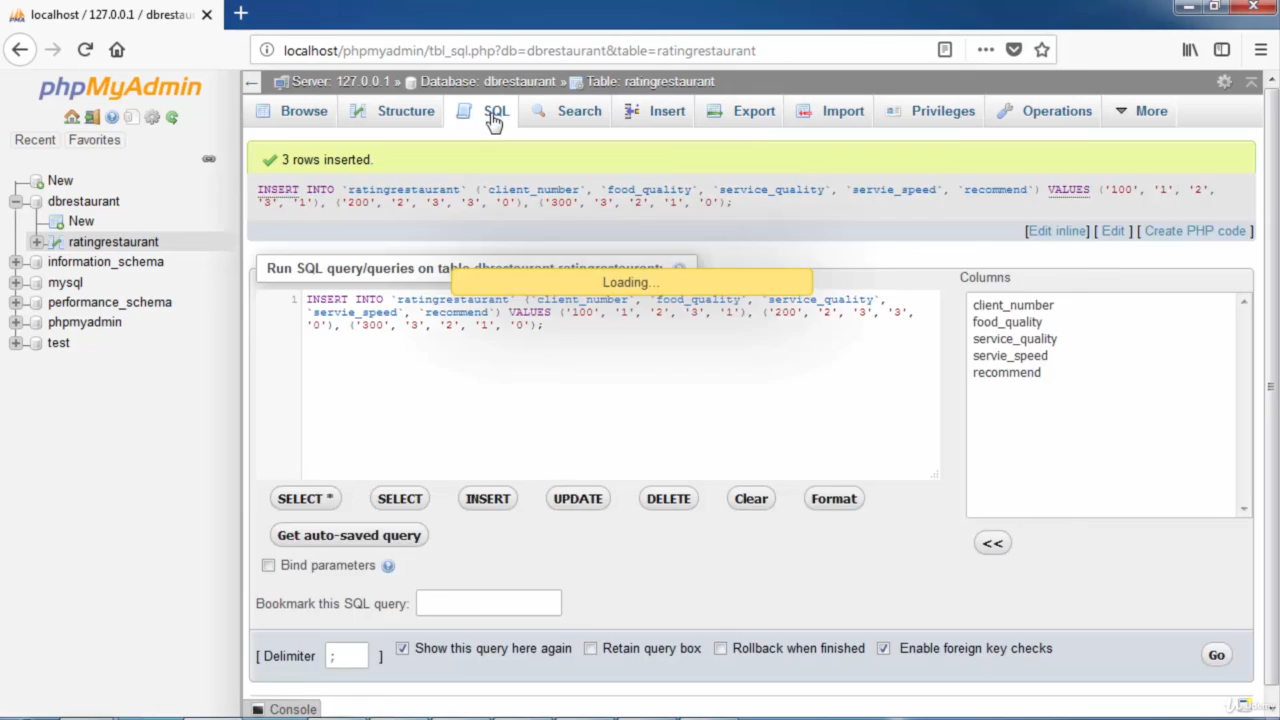 localhost / 127.0.0.1 / dbrestau
localhost/phpmyadmin/tbl_sql.php?db=dbrestaurant&table=ratingrestaurant
phpMyAdmin
Recent Favorites
New
dbrestaurant
New
ratingrestaurant
information_schema
mysql
performance_schema
phpmyadmin
test
Server: 127.0.0.1 » Database: dbrestaurant » Table: ratingrestaurant
Browse Structure SQL Search Insert Export Import Privileges Operations More
3 rows inserted.
INSERT INTO `ratingrestaurant` (`client_number`, `food_quality`, `service_quality`, `servie_speed`, `recommend`) VALUES ('100', '1', '2',
'3', '1'), ('200', '2', '3', '3', '0'), ('300', '3', '2', '1', '0');
[Edit inline] [ Edit ] [ Create PHP code ]
Run SQL query/queries on table dbrestaurant.ratingrestaurant:
Loading...
1 INSERT INTO `ratingrestaurant` (`client_number`, `food_quality`, `service_quality`,
`servie_speed`, `recommend`) VALUES ('100', '1', '2', '3', '1'), ('200', '2', '3', '3',
'0'), ('300', '3', '2', '1', '0');
Columns
client_number
food_quality
service_quality
servie_speed
recommend
SELECT * SELECT INSERT UPDATE DELETE Clear Format
<<
Get auto-saved query
Bind parameters
Bookmark this SQL query:
[ Delimiter ; ] Show this query here again Retain query box Rollback when finished Enable foreign key checks Go
Console